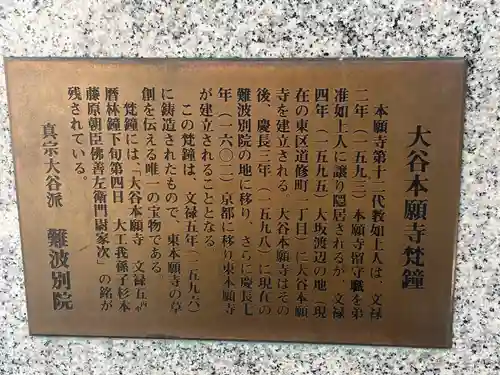 大谷本願寺梵鐘
本願寺第十二代教如上人は、文禄
二年(一五九三)本願寺留守職を弟
准如上人に譲り隠居されるが、文禄
四年(一五九五)大坂渡辺の地(現
在の東区道修町一丁目)に大谷本願
寺を建立される。大谷本願寺はその
後、慶長三年(一五九八)に現在の
難波別院の地に移り、さらに慶長七
年(一六〇二)京都に移り東本願寺
が建立されることとなる
この梵鐘は、文禄五年(一五九六)
に鋳造されたもので、東本願寺の草
創を伝える唯一の宝物である。
梵鐘には「大谷本願寺 文禄五丙申
暦林鐘下旬第四日 大工我孫子杉本
藤原朝臣佛善左衛門尉家次」の銘が
残されている。
真宗大谷派 難波別院